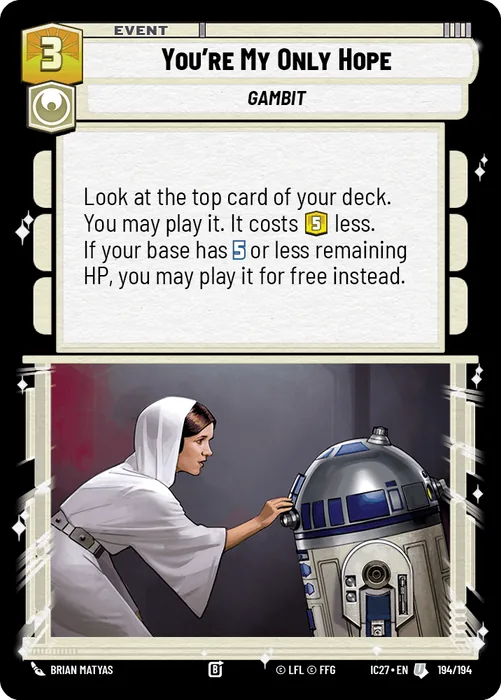 EVENT
3
YOU'RE MY ONLY HOPE
GAMBIT
Look at the top card of your deck.
You may play it. It costs 5 less.
If your base has 5 or less remaining
HP, you may play it for free instead.
BRIAN MATYAS
B
© LFL © FFG
IC27 • EN
194/194